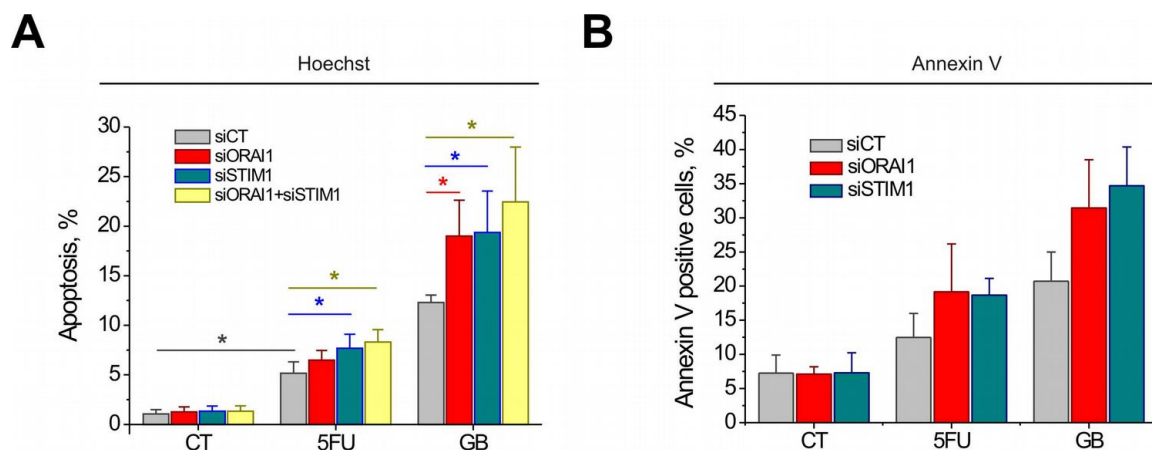 A
Hoechst
Apoptosis, %
30
25
20
15
10
5
0
siCT
siORAI1
siSTIM1
siORAI1+siSTIM1
*
*
*
*
*
*
CT
5FU
GB
B
Annexin V
Annexin V positive cells, %
45
40
35
30
25
20
15
10
5
0
siCT
siORAI1
siSTIM1
CT
5FU
GB